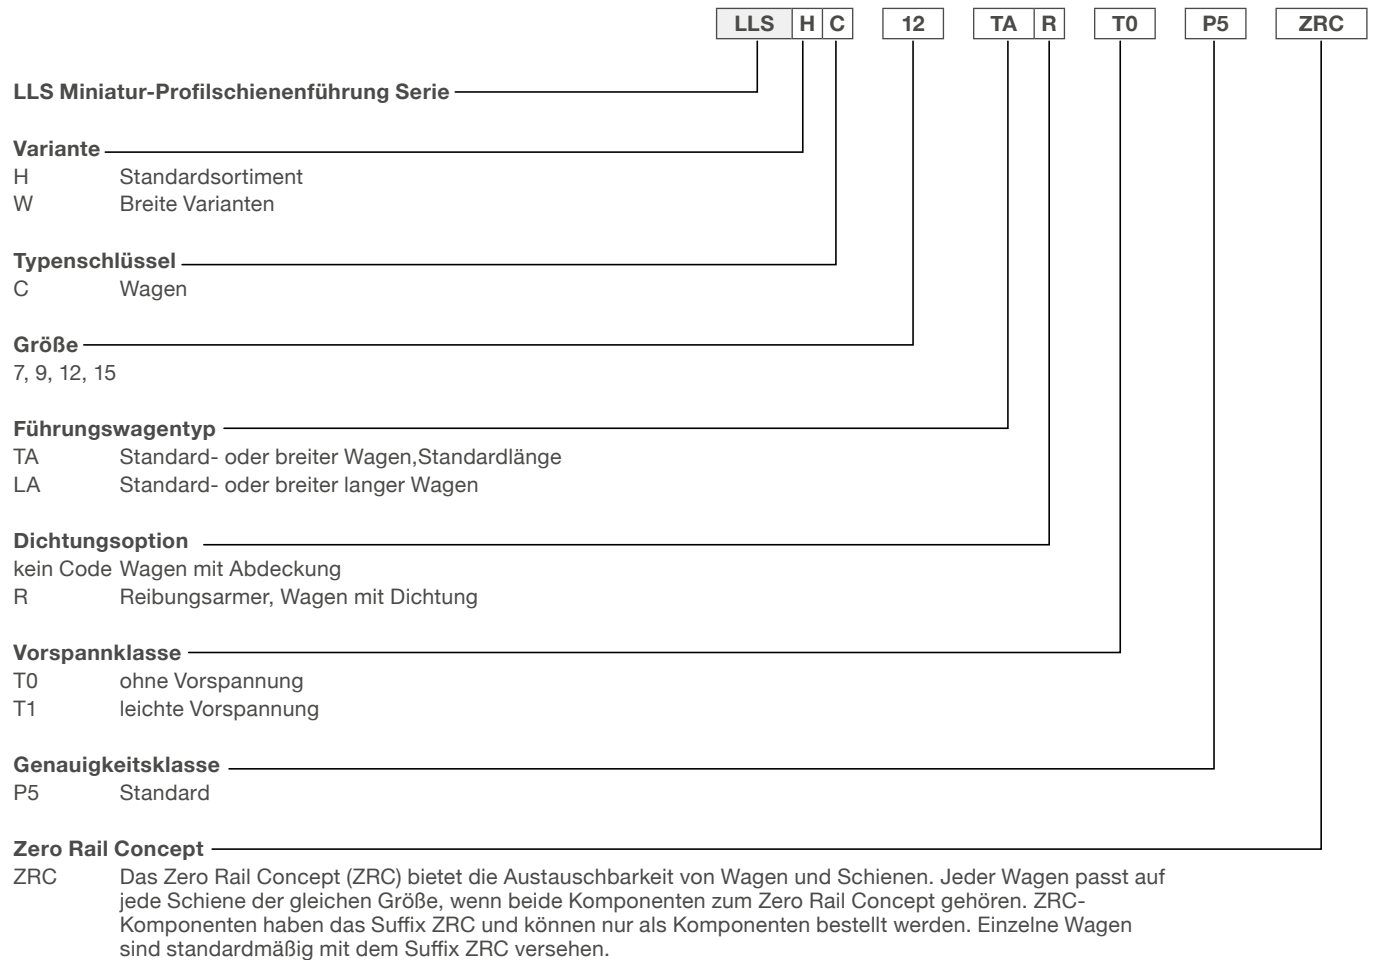 LLS H C 12 TA R T0 P5 ZRC
LLS Miniatur-Profilschienenführung Serie
Variante
H Standardsortiment
W Breite Varianten
Typenschlüssel
C Wagen
Größe
7, 9, 12, 15
Führungswagentyp
TA Standard- oder breiter Wagen,Standardlänge
LA Standard- oder breiter langer Wagen
Dichtungsoption
kein Code Wagen mit Abdeckung
R Reibungsarmer, Wagen mit Dichtung
Vorspannklasse
T0 ohne Vorspannung
T1 leichte Vorspannung
Genauigkeitsklasse
P5 Standard
Zero Rail Concept
ZRC Das Zero Rail Concept (ZRC) bietet die Austauschbarkeit von Wagen und Schienen. Jeder Wagen passt auf
jede Schiene der gleichen Größe, wenn beide Komponenten zum Zero Rail Concept gehören. ZRC-
Komponenten haben das Suffix ZRC und können nur als Komponenten bestellt werden. Einzelne Wagen
sind standardmäßig mit dem Suffix ZRC versehen.